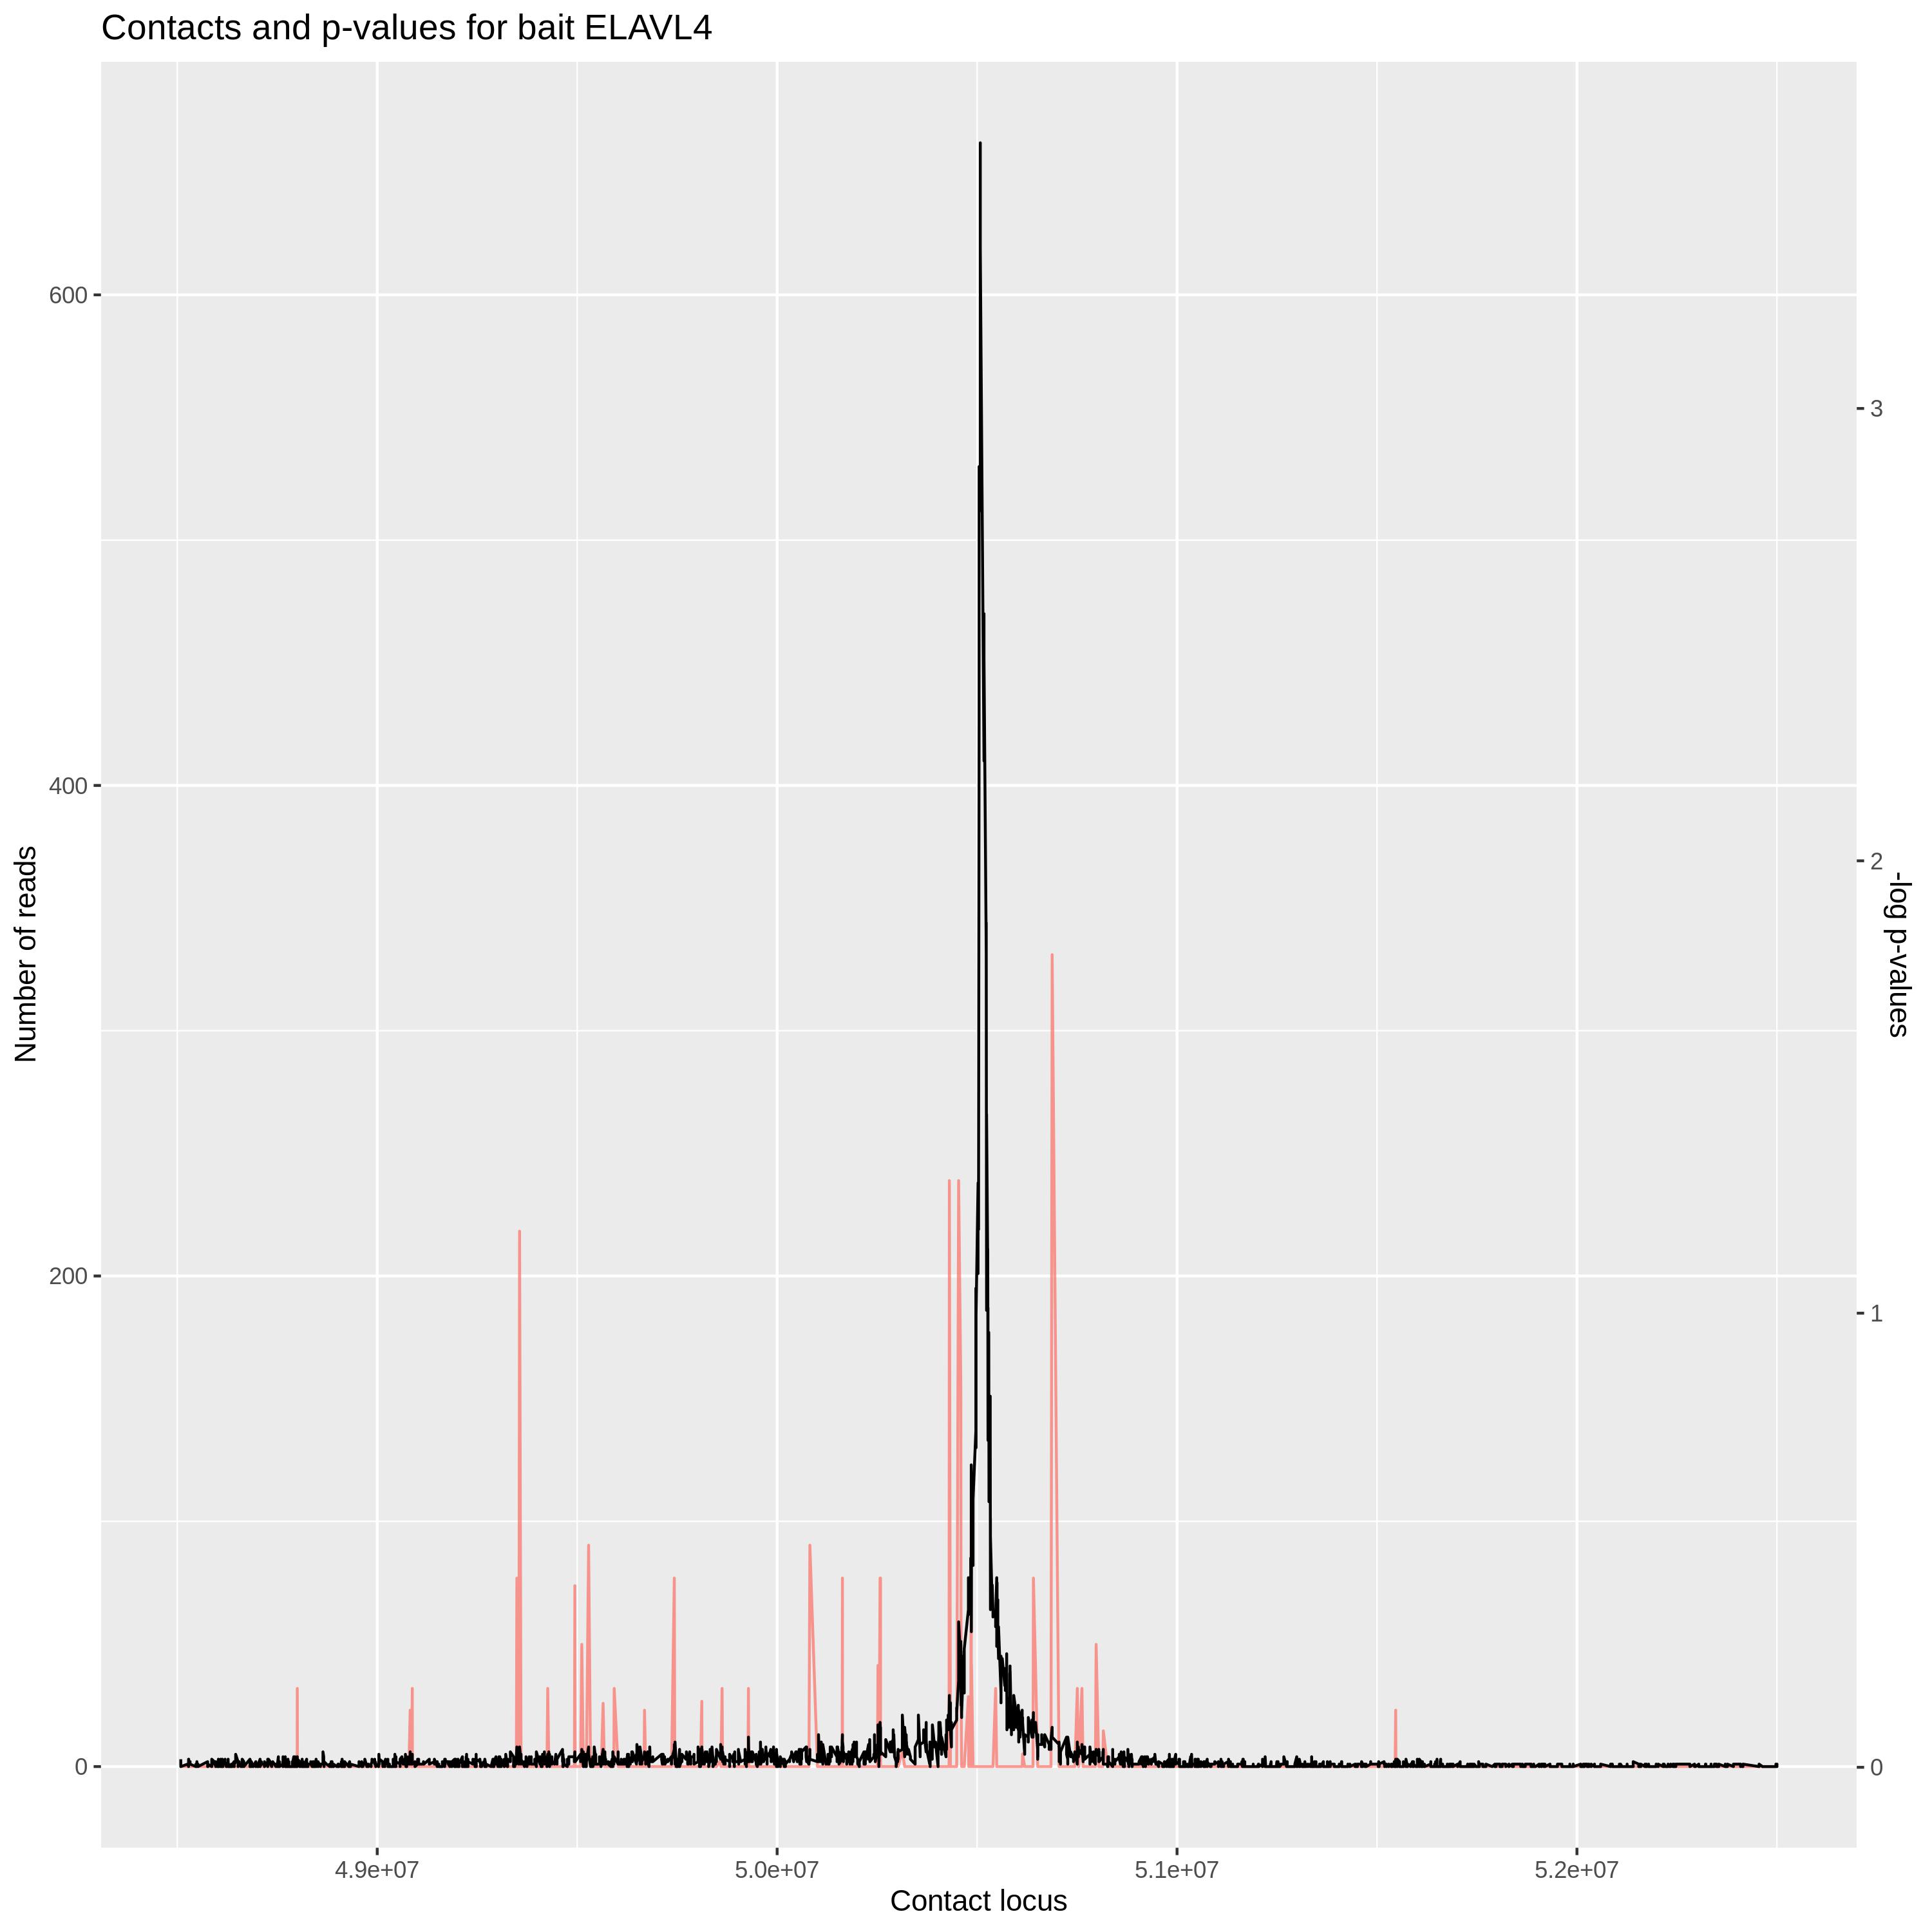 Contacts and p-values for bait ELAVL4
600
400
200
0
Number of reads
3
2
1
0
-log p-values
4.9e+07
5.0e+07
5.1e+07
5.2e+07
Contact locus